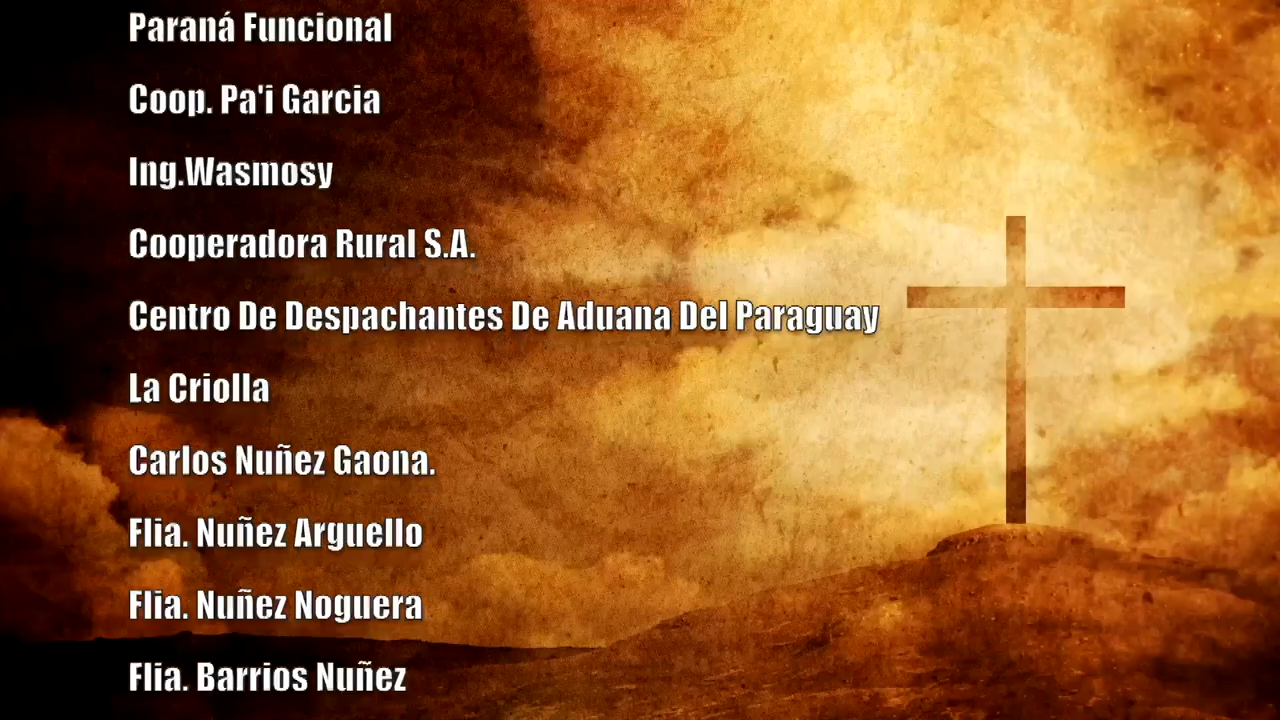 Paraná Funcional
Coop. Pa'i Garcia
Ing.Wasmosy
Cooperadora Rural S.A.
Centro De Despachantes De Aduana Del Paraguay
La Criolla
Carlos Nuñez Gaona.
Flia. Nuñez Arguello
Flia. Nuñez Noguera
Flia. Barrios Nuñez